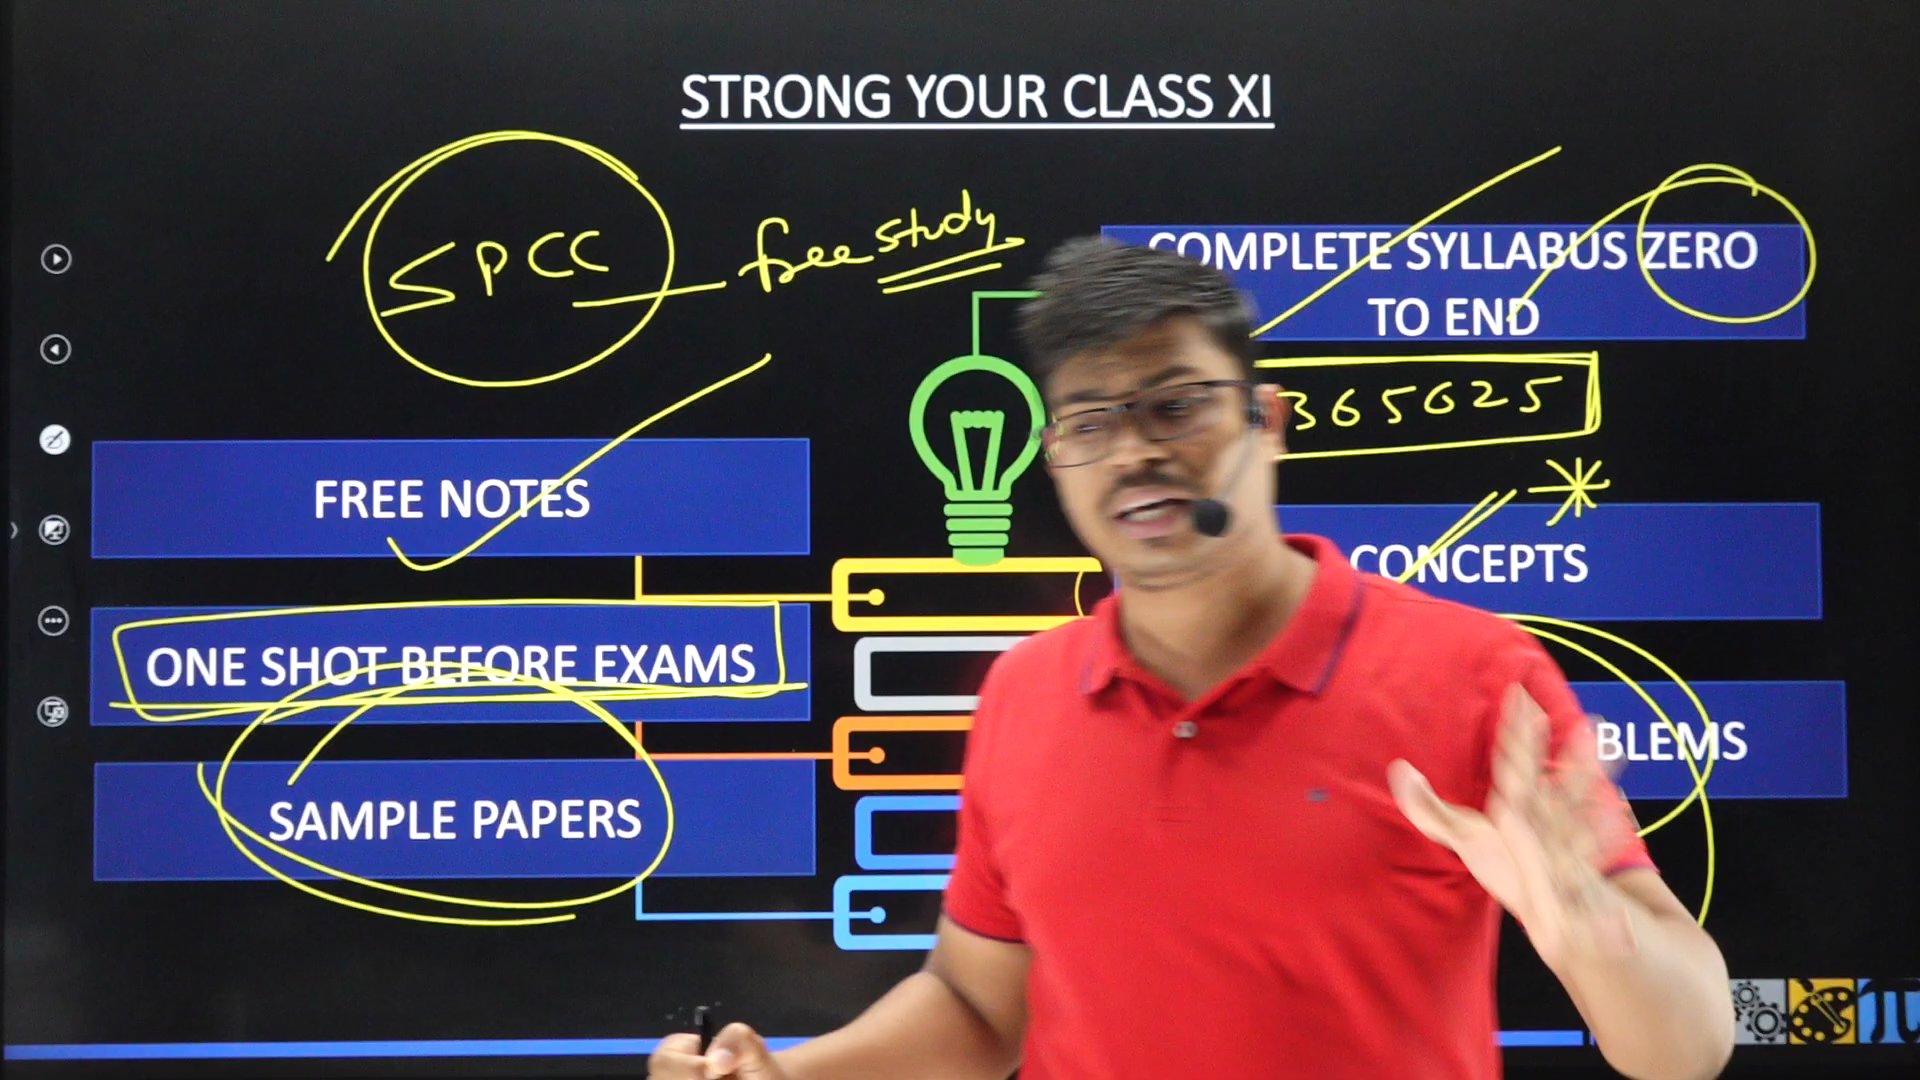 STRONG YOUR CLASS XI
SPCC free study
COMPLETE SYLLABUS ZERO
TO END
365625
FREE NOTES
CONCEPTS
ONE SHOT BEFORE EXAMS
BLEMS
SAMPLE PAPERS
π